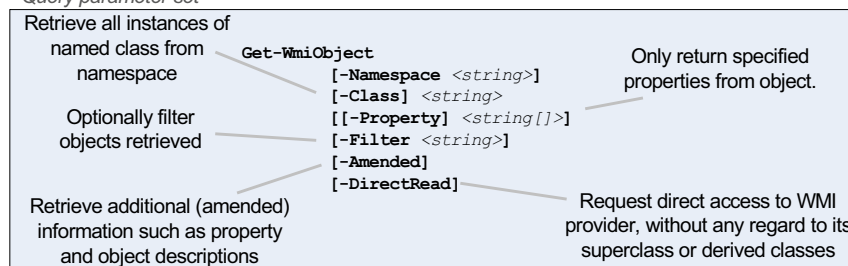 Query parameter set
Retrieve all instances of
named class from
namespace
Get-WmiObject
[-Namespace <string>]
[-Class] <string>
[[-Property] <string[]>]
[-Filter <string>]
[-Amended]
[-DirectRead]
Only return specified
properties from object.
Optionally filter
objects retrieved
Retrieve additional (amended)
information such as property
and object descriptions
Request direct access to WMI
provider, without any regard to its
superclass or derived classes